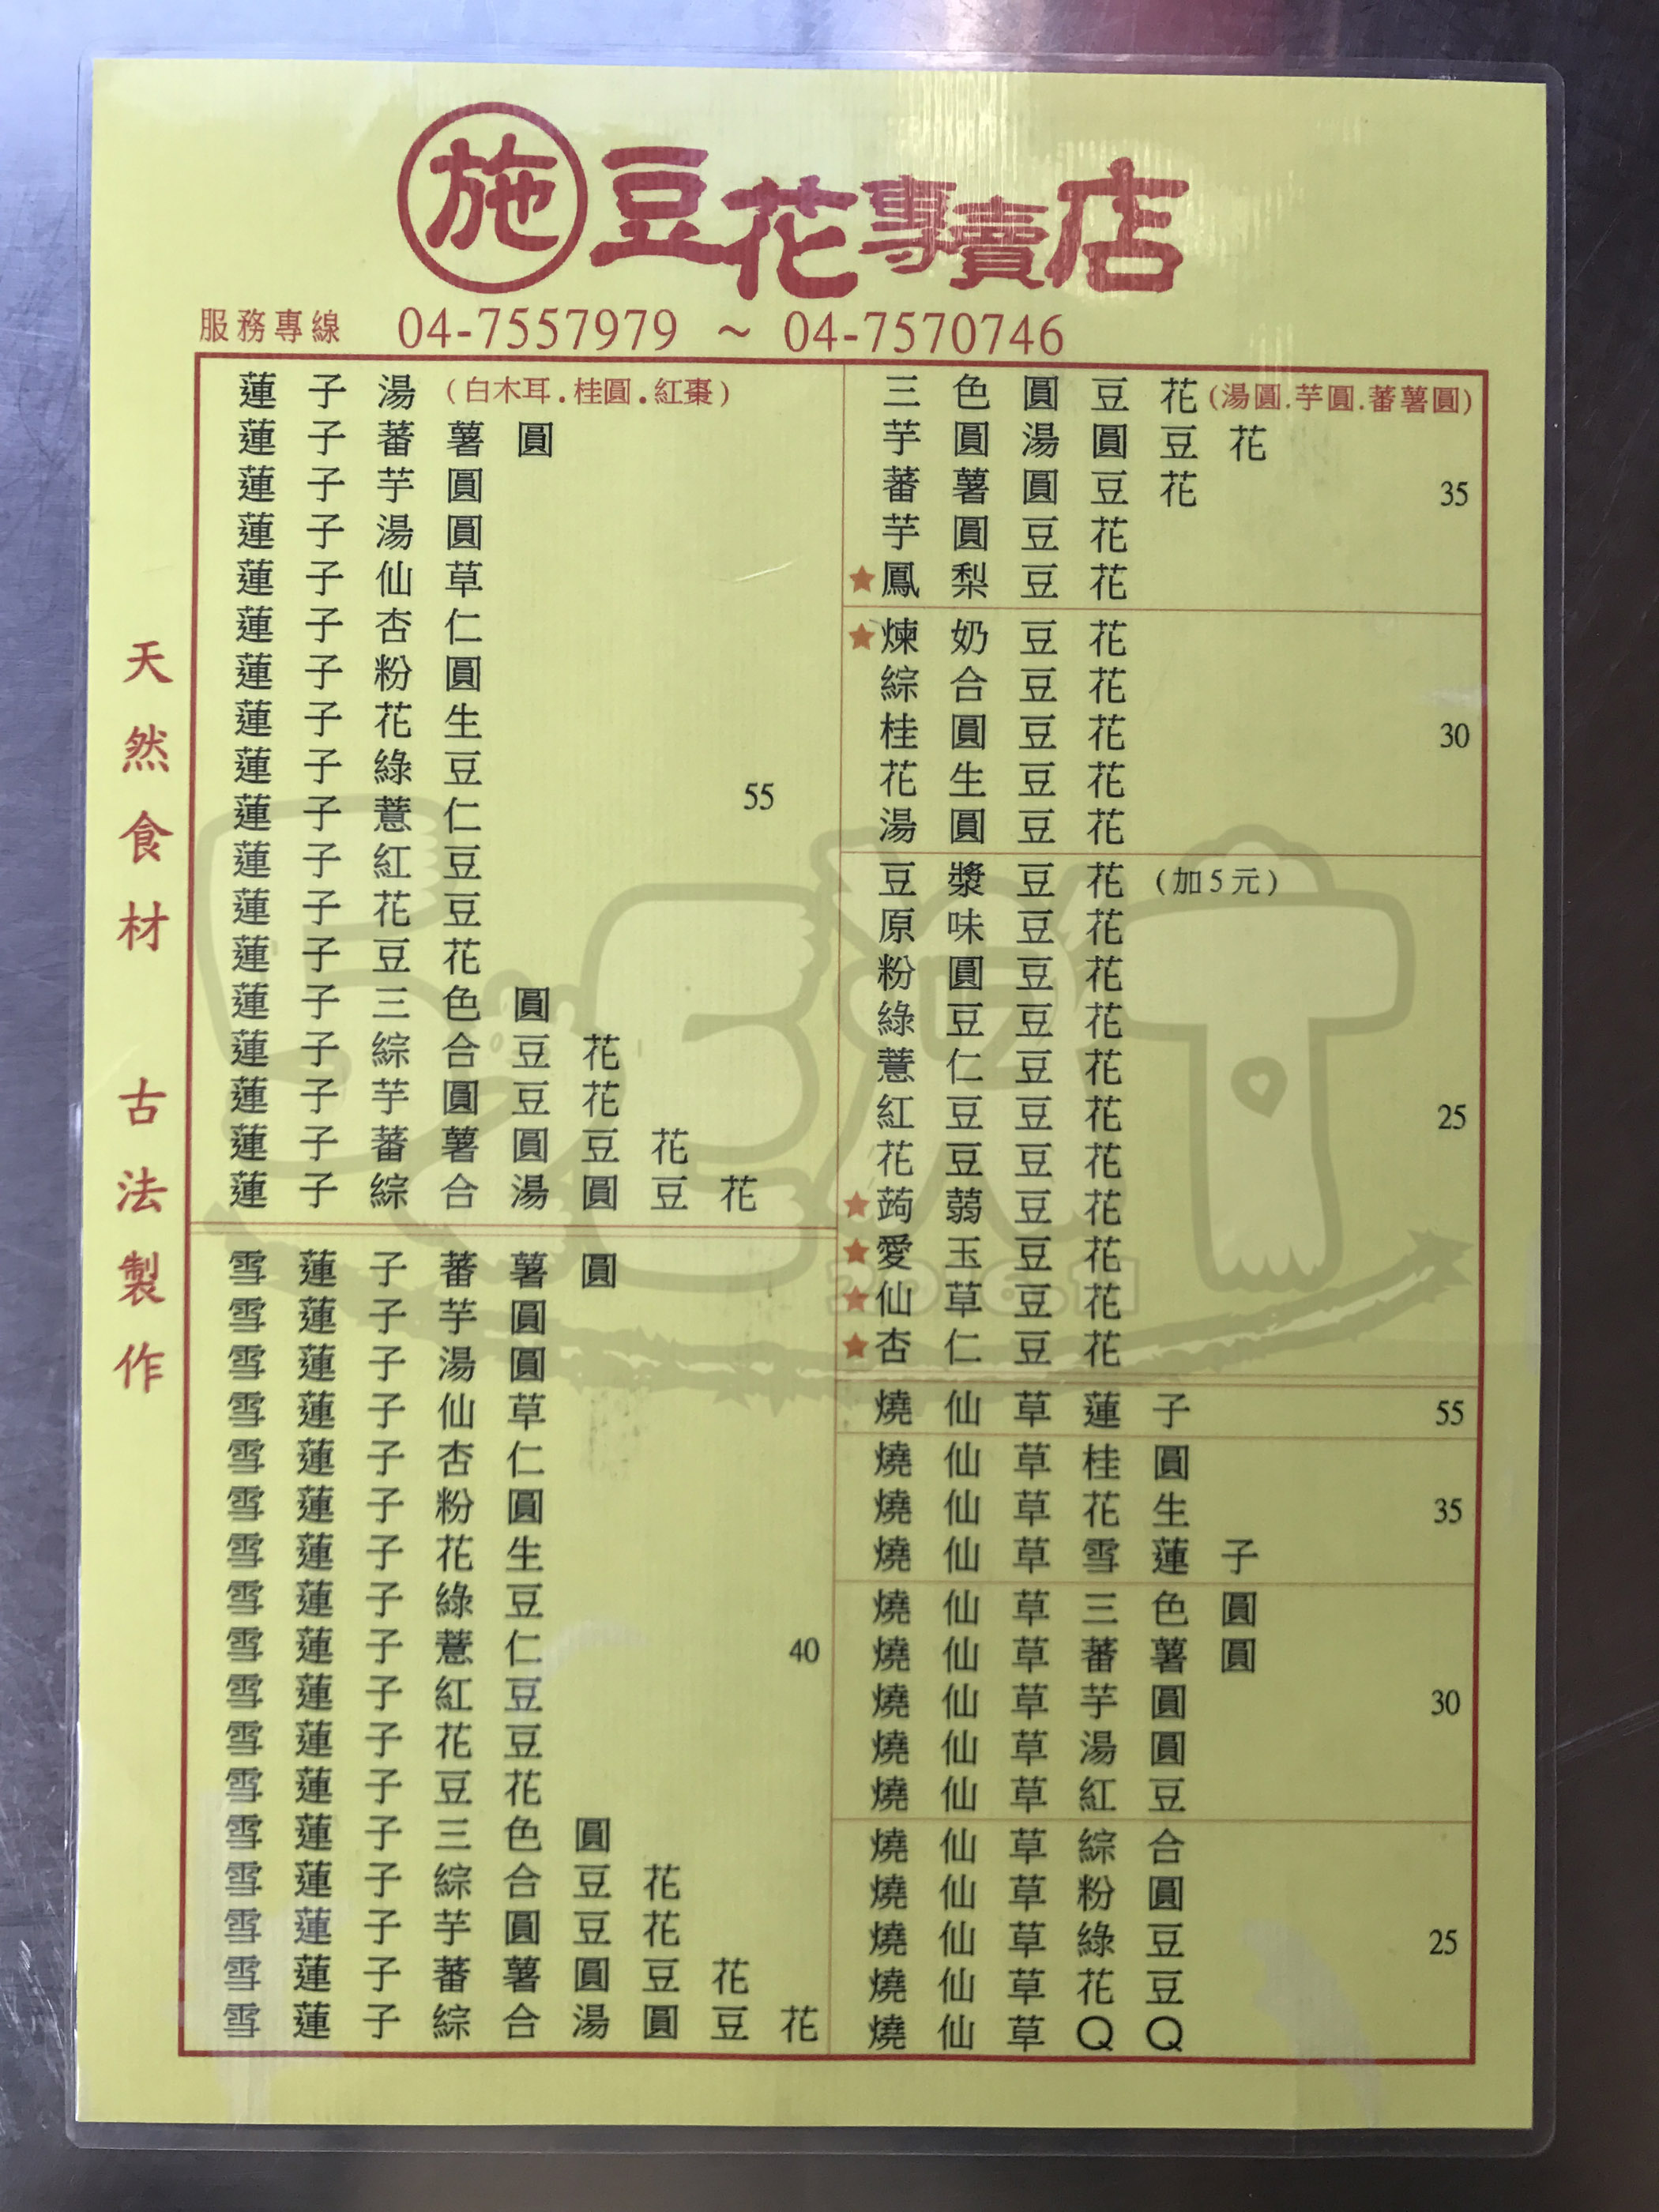 施豆花專賣店
服務專線 04-7557979 ~ 04-7570746
天然食材 古法製作
蓮子湯(白木耳.桂圓.紅棗)
蓮子蕃薯圓
蓮子芋圓
蓮子湯圓
蓮子仙草
蓮子杏仁
蓮子粉圓
蓮子花生
蓮子綠豆
55
蓮子薏仁
蓮子紅豆
蓮子花豆
蓮子豆花
蓮子三色圓
蓮子綜合豆花
蓮子芋圓豆花
蓮子蕃薯圓豆花
蓮子綜合湯圓豆花
雪蓮子蕃薯圓
雪蓮子芋圓
雪蓮子湯圓
雪蓮子仙草
雪蓮子杏仁
雪蓮子粉圓
雪蓮子花生
雪蓮子綠豆
雪蓮子薏仁 40
雪蓮子紅豆
雪蓮子花豆
雪蓮子豆花
雪蓮子三色圓
雪蓮子綜合豆花
雪蓮子芋圓豆花
雪蓮子蕃薯圓豆花
雪蓮子綜合湯圓豆花
三色圓豆花(湯圓.芋圓.蕃薯圓)
芋圓湯圓豆花
蕃薯圓豆花 35
芋圓豆花
★鳳梨豆花
★煉奶豆花
綜合豆花
桂圓豆花 30
花生豆花
湯圓豆花
豆漿豆花(加5元)
原味豆花
粉圓豆花
綠豆豆花
薏仁豆花
紅豆豆花 25
花豆豆花
★蒟蒻豆花
★愛玉豆花
★仙草豆花
★杏仁豆花
燒仙草蓮子 55
燒仙草桂圓
燒仙草花生 35
燒仙草雪蓮子
燒仙草三色圓
燒仙草蕃薯圓
燒仙草芋圓 30
燒仙草湯圓
燒仙草紅豆
燒仙草綜合
燒仙草粉圓
燒仙草綠豆 25
燒仙草花豆
燒仙草QQ